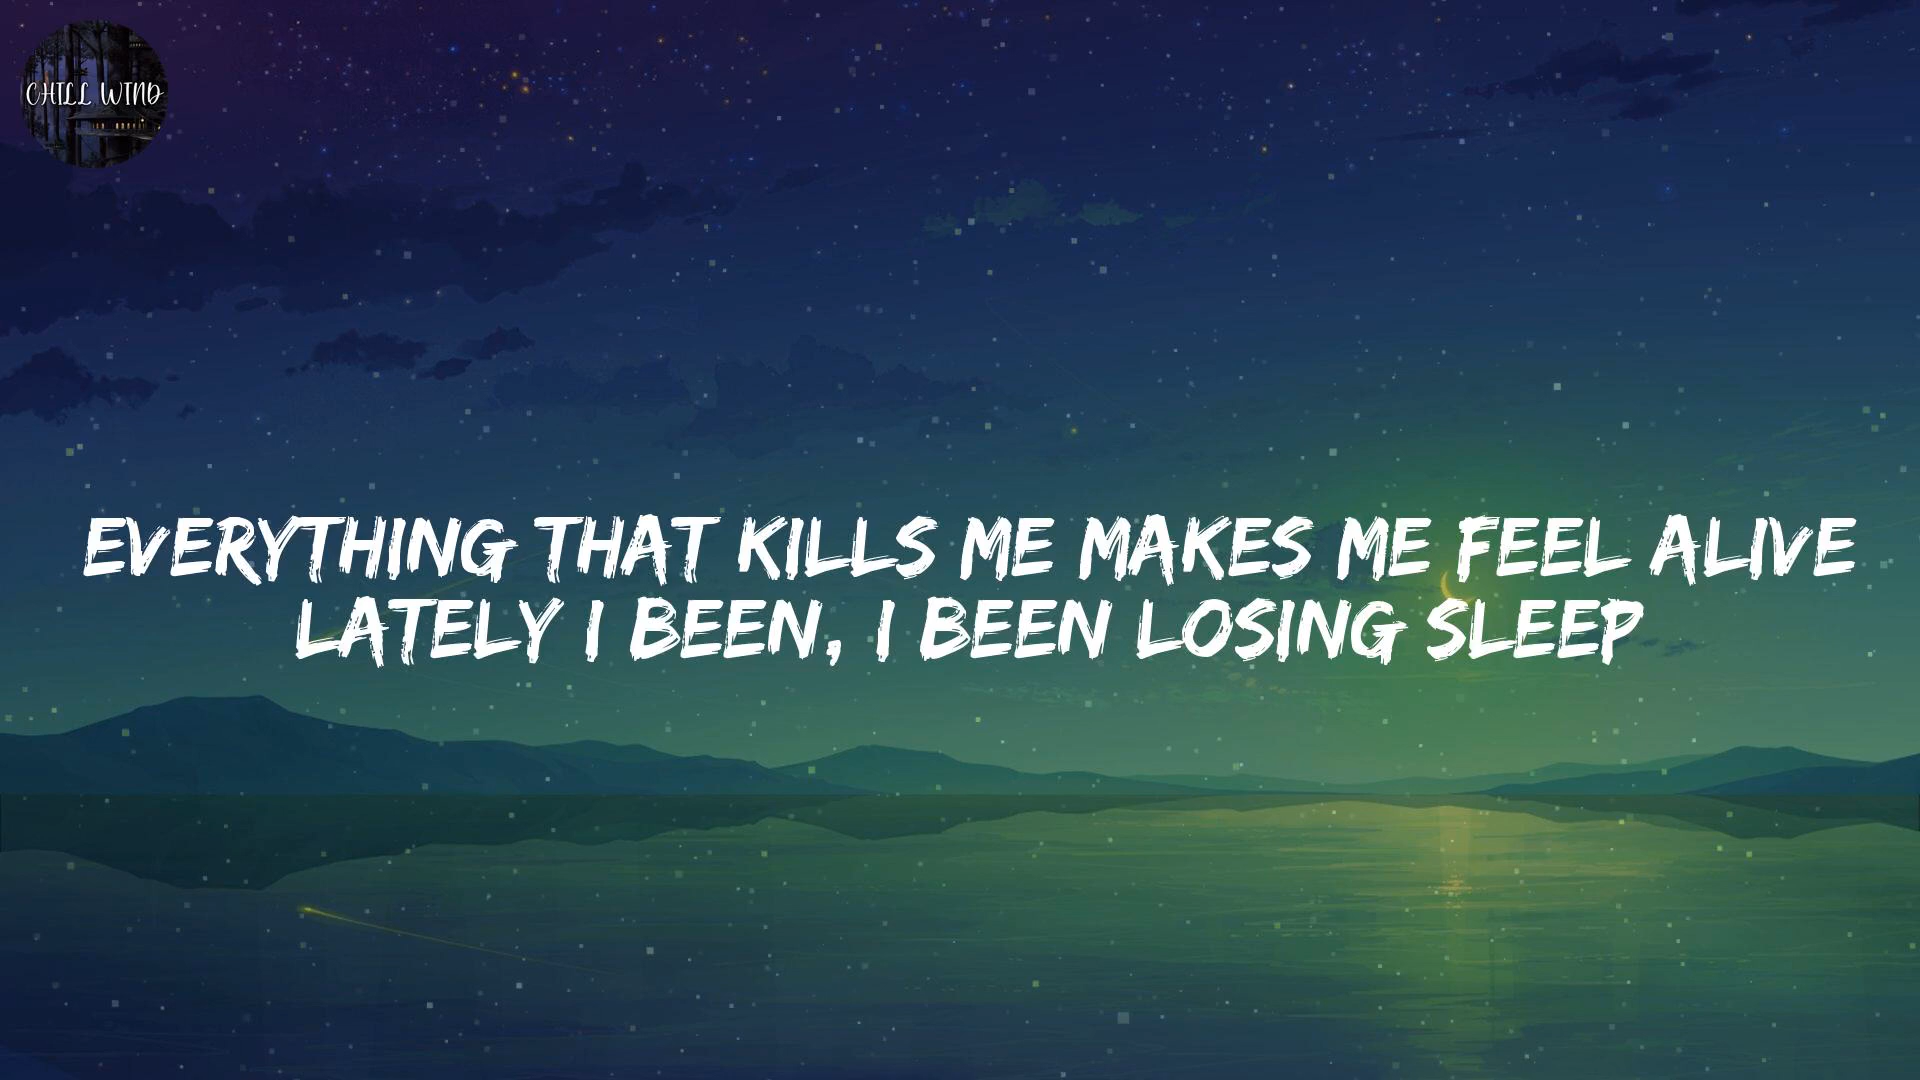 CHILL WIND
EVERYTHING THAT KILLS ME MAKES ME FEEL ALIVE
LATELY I BEEN, I BEEN LOSING SLEEP